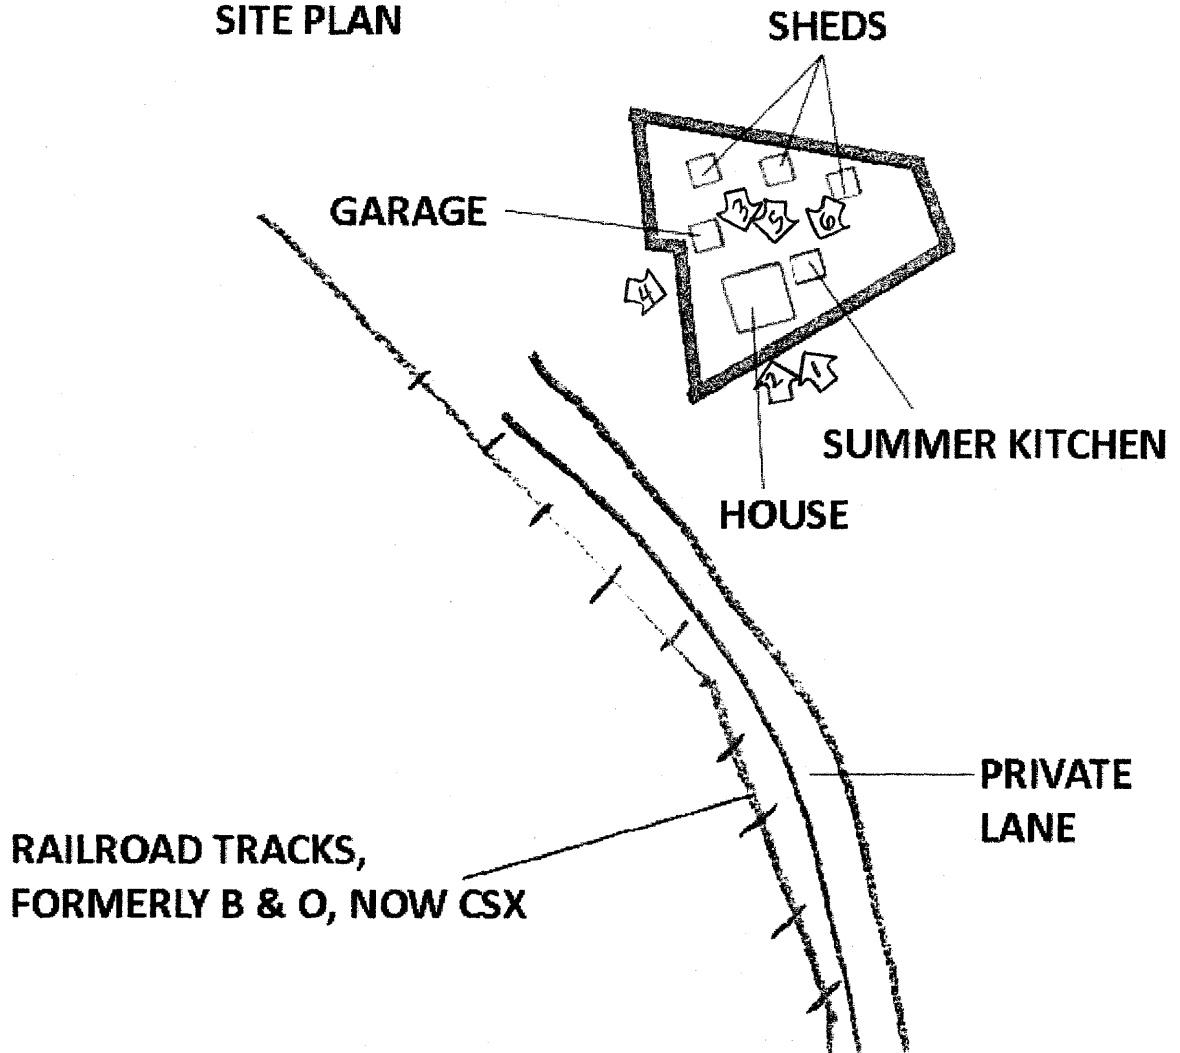 SITE PLAN
SHEDS
GARAGE
3
5
6
4
2
1
SUMMER KITCHEN
HOUSE
PRIVATE
LANE
RAILROAD TRACKS,
FORMERLY B & O, NOW CSX